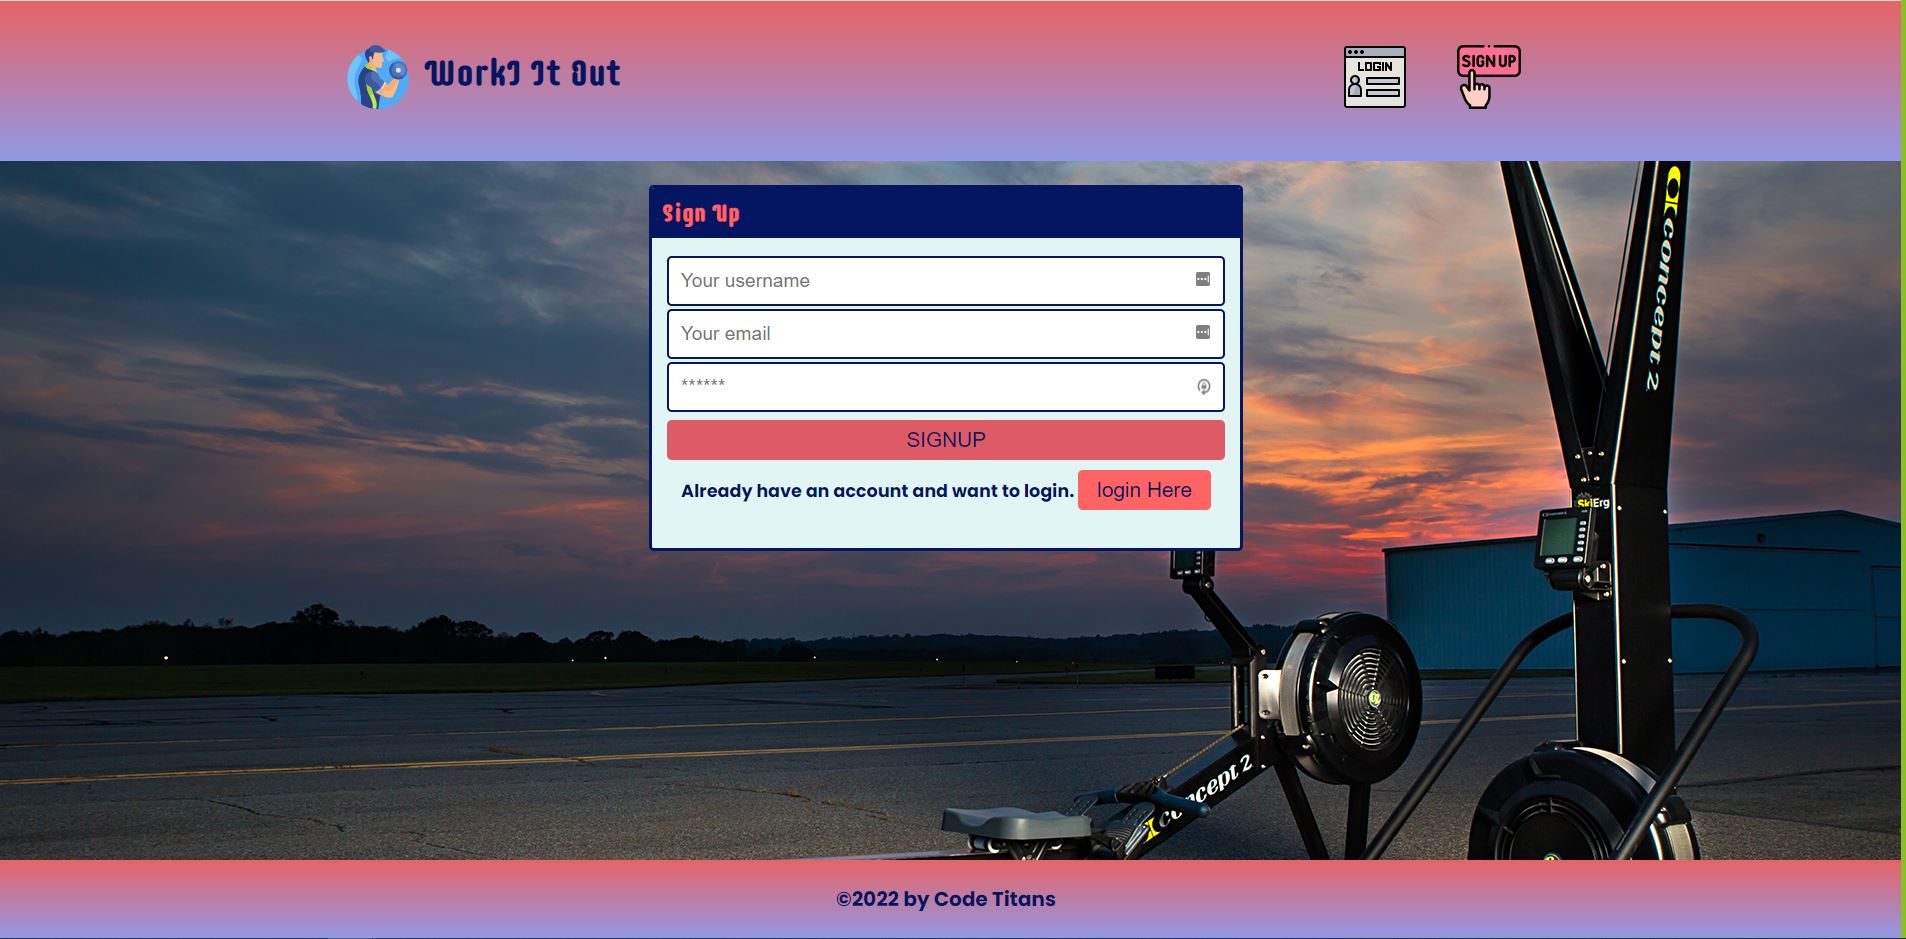 WorkI It Out
LOGIN
SIGN UP
Sign Up
Your username
Your email
******
SIGNUP
Already have an account and want to login. login Here
concept 2
SkiErg
concept 2
©2022 by Code Titans